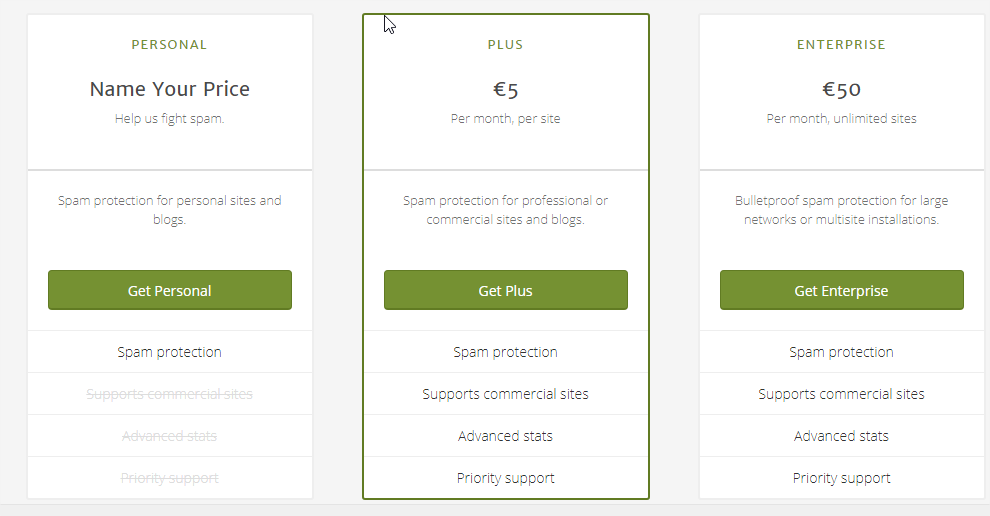 PERSONAL
Name Your Price
Help us fight spam.
Spam protection for personal sites and
blogs.
Get Personal
Spam protection
Supports commercial sites
Advanced stats
Priority support
PLUS
€5
Per month, per site
Spam protection for professional or
commercial sites and blogs.
Get Plus
Spam protection
Supports commercial sites
Advanced stats
Priority support
ENTERPRISE
€50
Per month, unlimited sites
Bulletproof spam protection for large
networks or multisite installations.
Get Enterprise
Spam protection
Supports commercial sites
Advanced stats
Priority support